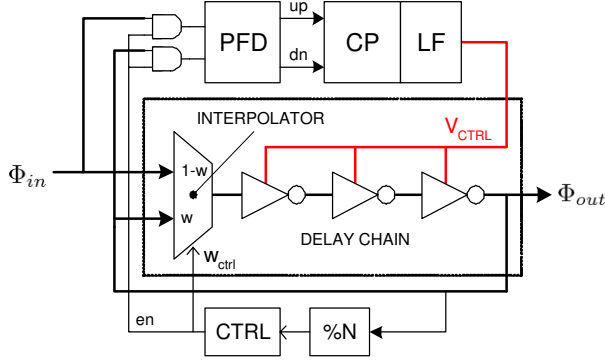 up
PFD
CP
LF
dn
INTERPOLATOR
V_CTRL
Φ_in
1-w
w
Φ_out
DELAY CHAIN
w_ctrl
en
CTRL
%N